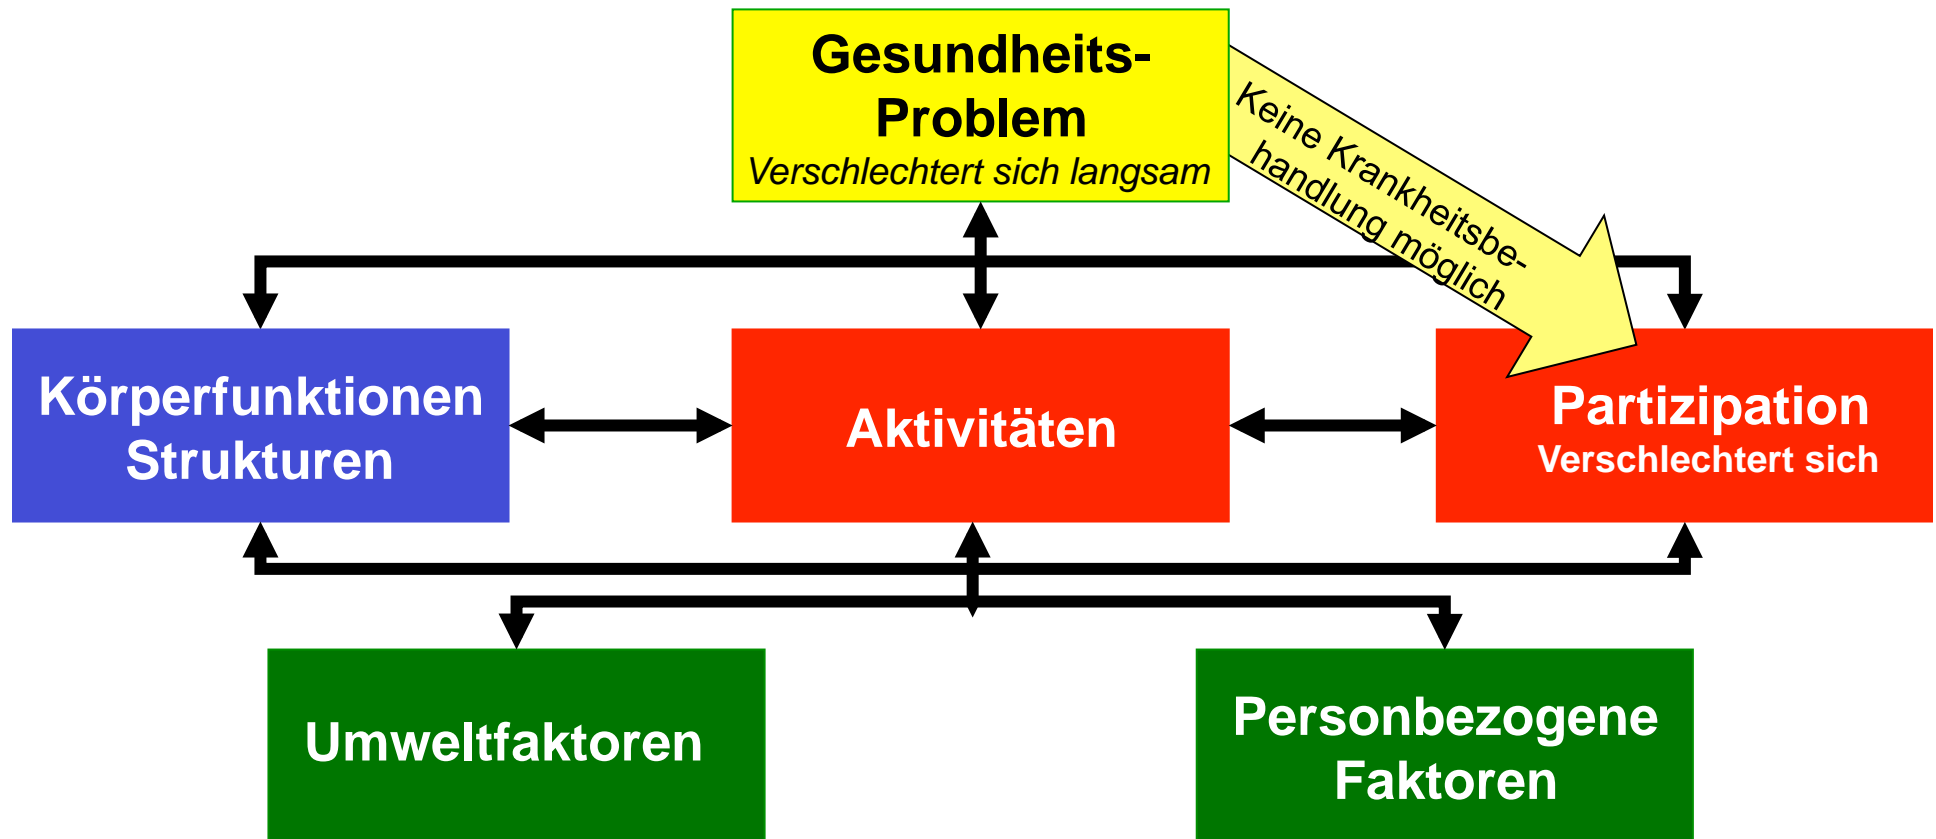 Gesundheits-
Problem
Verschlechtert sich langsam
Keine Krankheitsbe-
handlung möglich
Körperfunktionen
Strukturen
Aktivitäten
Partizipation
Verschlechtert sich
Umweltfaktoren
Personbezogene
Faktoren